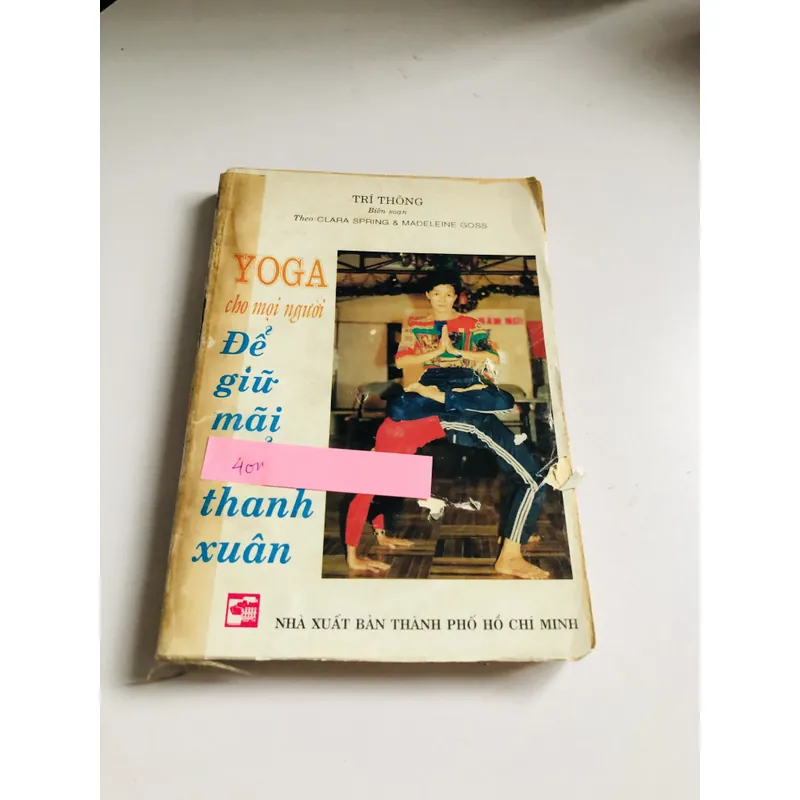 TRÍ THÔNG
Biên soạn
Theo CLARA SPRING & MADELEINE GOSS
YOGA
cho mọi người
Để
giữ
mãi
thanh
xuân
NHÀ XUẤT BẢN THÀNH PHỐ HỒ CHÍ MINH